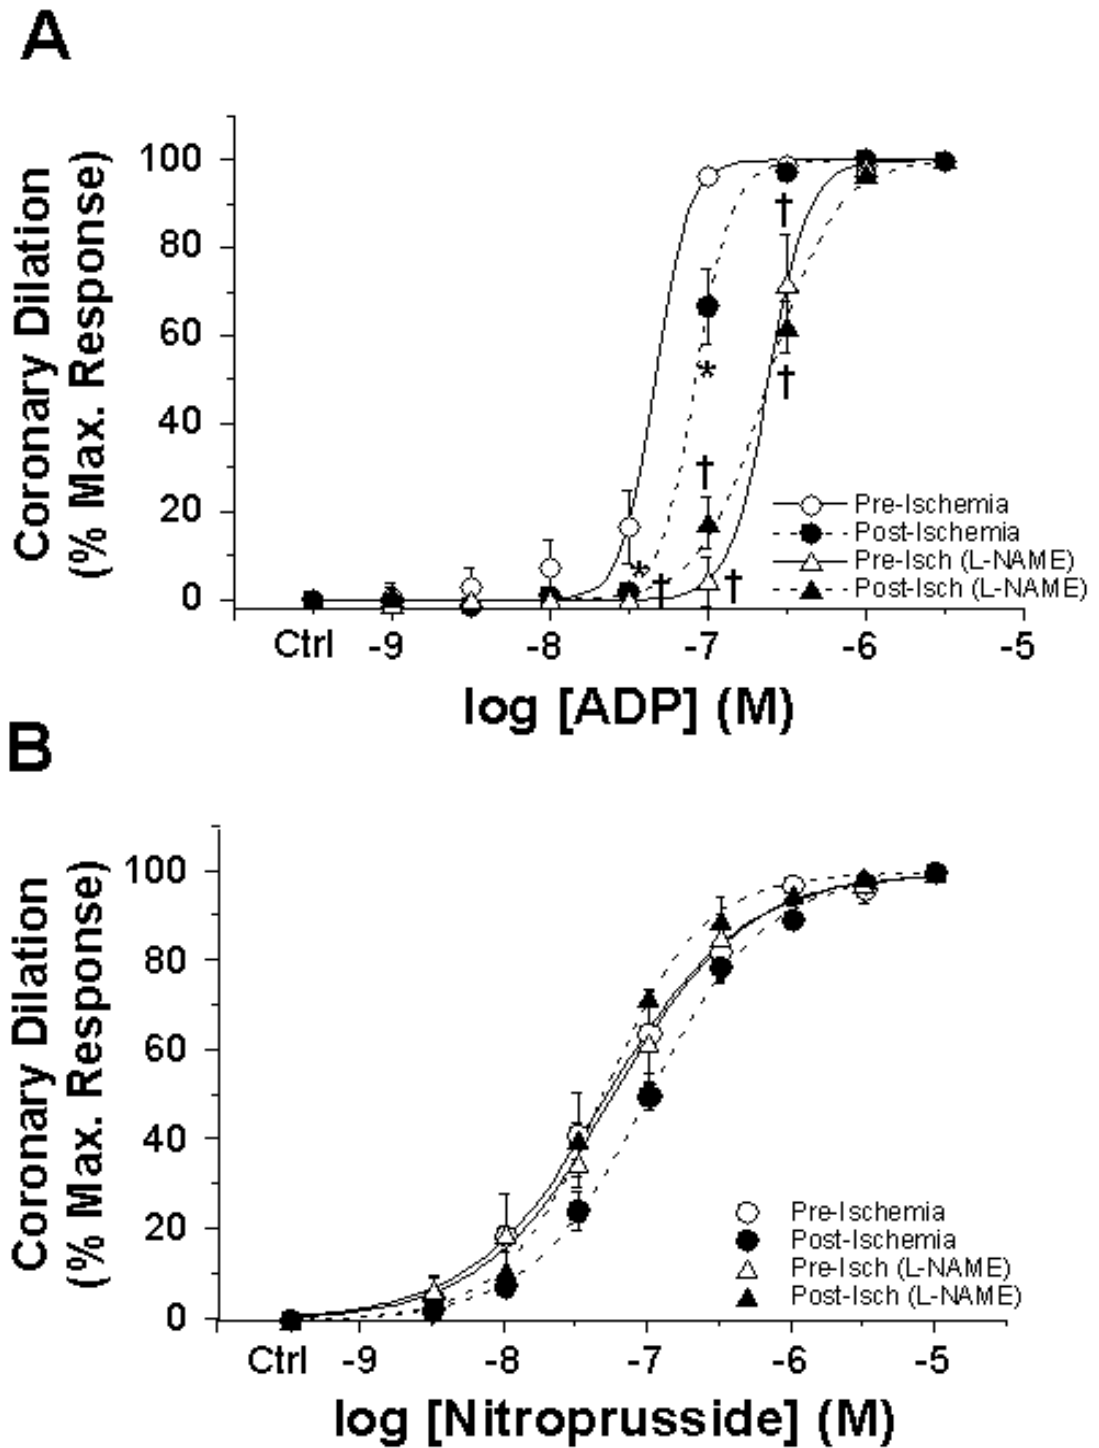 A
Coronary Dilation
(% Max. Response)
100
80
60
40
20
0
†
*
†
†
*
†
†
Pre-Ischemia
Post-Ischemia
Pre-Isch (L-NAME)
Post-Isch (L-NAME)
Ctrl -9 -8 -7 -6 -5
log [ADP] (M)
B
Coronary Dilation
(% Max. Response)
100
80
60
40
20
0
Pre-Ischemia
Post-Ischemia
Pre-Isch (L-NAME)
Post-Isch (L-NAME)
Ctrl -9 -8 -7 -6 -5
log [Nitroprusside] (M)